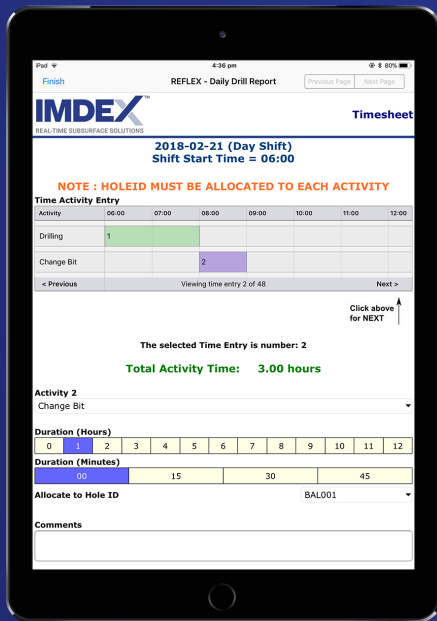 iPad 4:36 pm 80%
Finish REFLEX - Daily Drill Report Previous Page Next Page
IMDEX™ Timesheet
REAL-TIME SUBSURFACE SOLUTIONS
2018-02-21 (Day Shift)
Shift Start Time = 06:00
NOTE : HOLEID MUST BE ALLOCATED TO EACH ACTIVITY
Time Activity Entry
Activity 06:00 07:00 08:00 09:00 10:00 11:00 12:00
Drilling 1
Change Bit 2
< Previous Viewing time entry 2 of 48 Next >
Click above
for NEXT
The selected Time Entry is number: 2
Total Activity Time: 3.00 hours
Activity 2
Change Bit
Duration (Hours)
0 1 2 3 4 5 6 7 8 9 10 11 12
Duration (Minutes)
00 15 30 45
Allocate to Hole ID BAL001
Comments